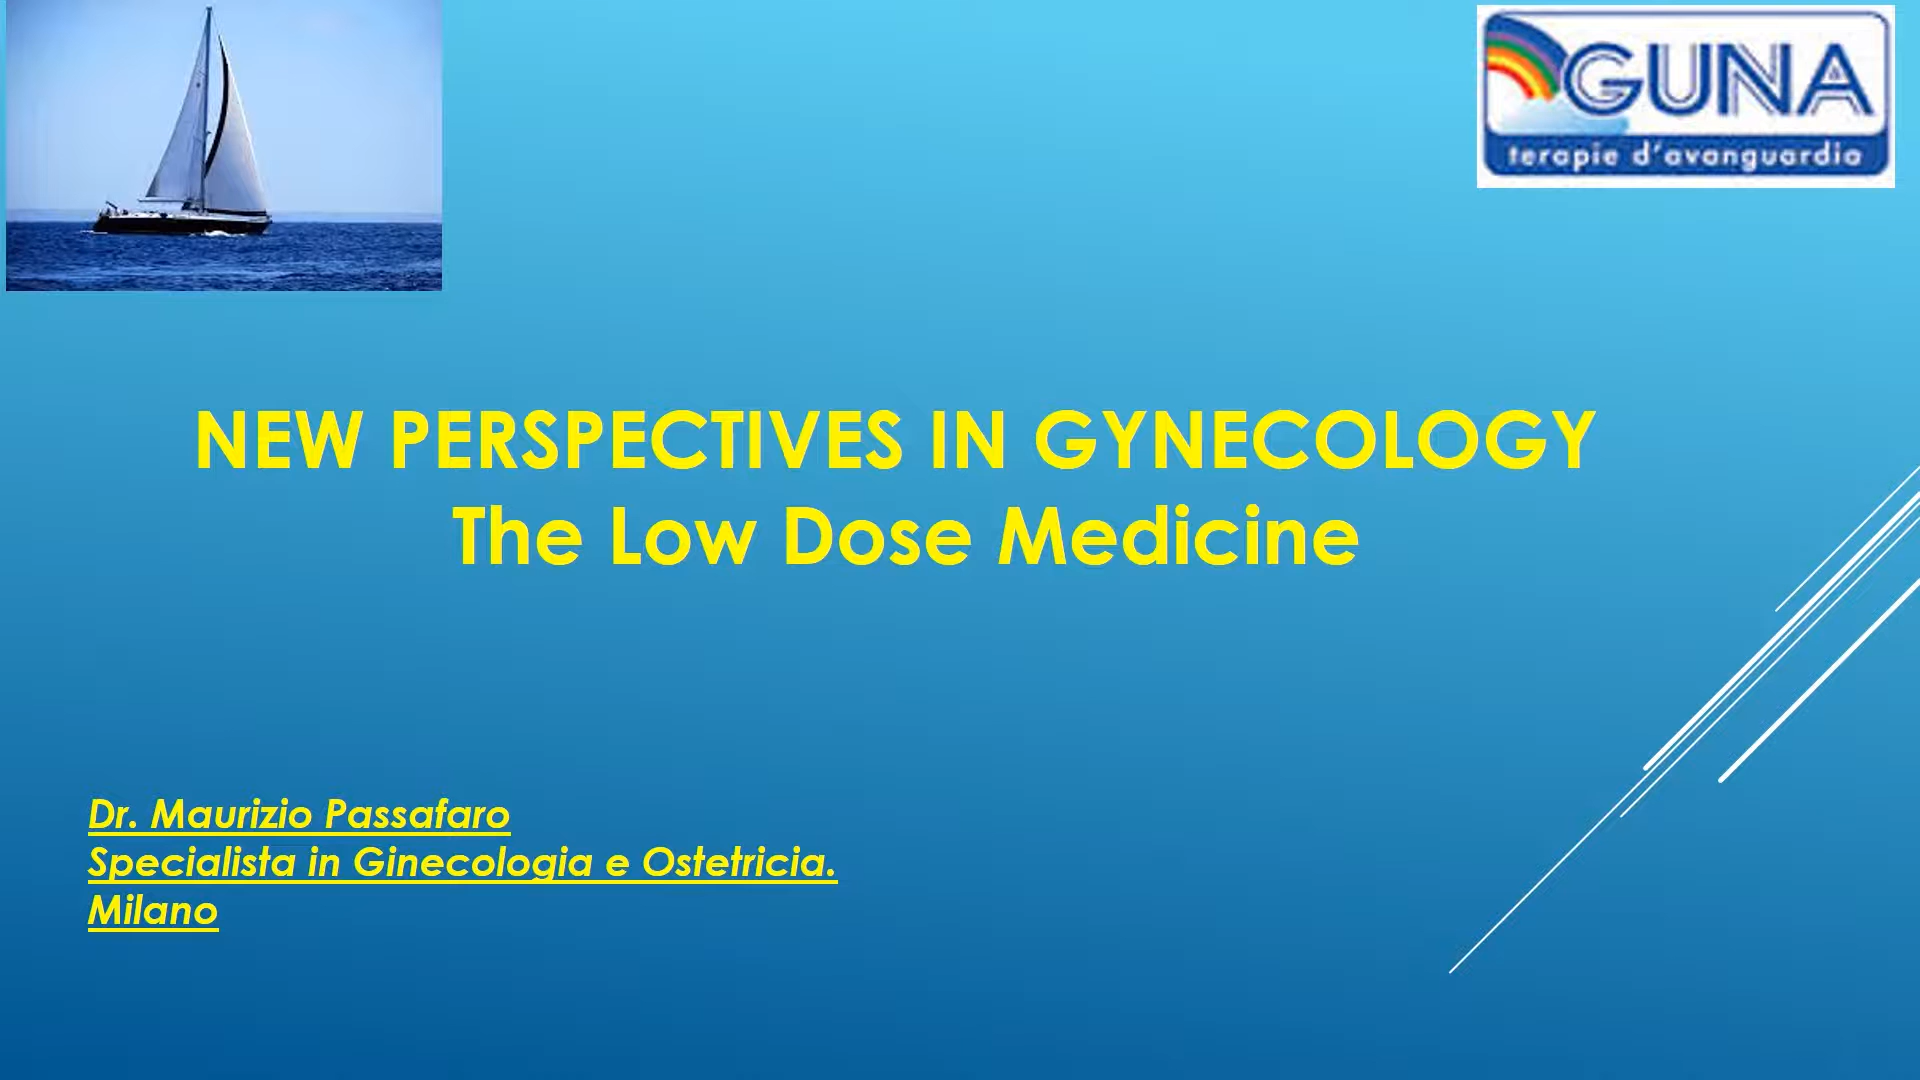 GUNA
terapie d'avanguardia
NEW PERSPECTIVES IN GYNECOLOGY
The Low Dose Medicine
Dr. Maurizio Passafaro
Specialista in Ginecologia e Ostetricia.
Milano